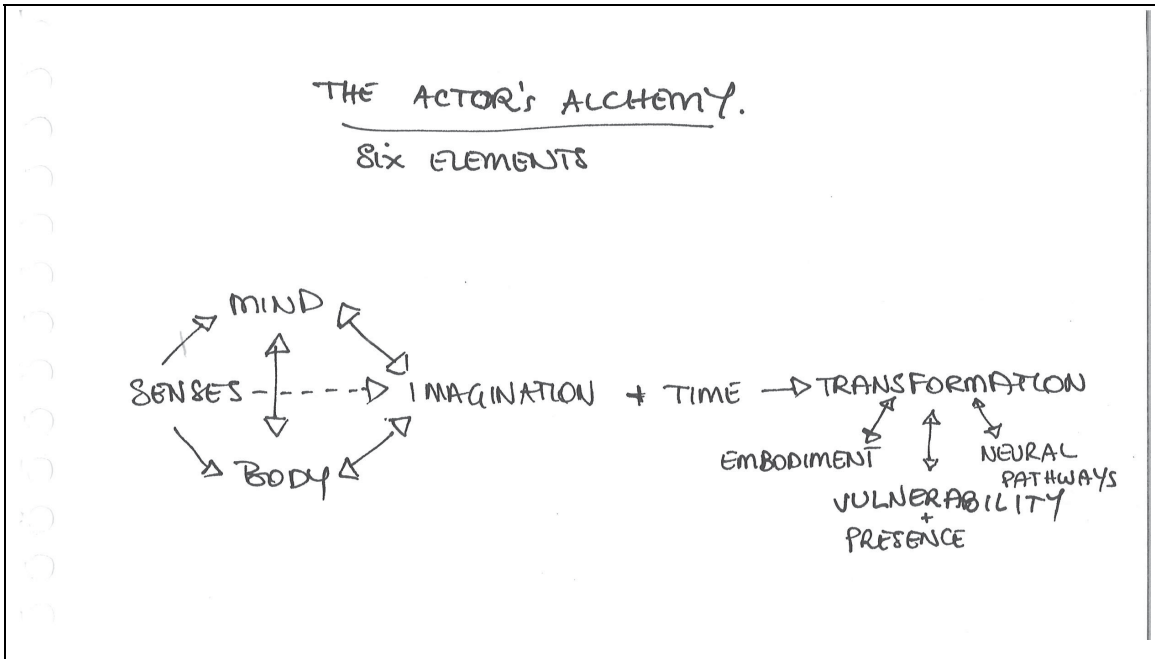 THE ACTOR's ALCHEMY.
Six ELEMENTS
MIND
SENSES IMAGINATION + TIME TRANSFORMATION
BODY
EMBODIMENT
NEURAL
PATHWAYS
VULNERABILITY
+
PRESENCE